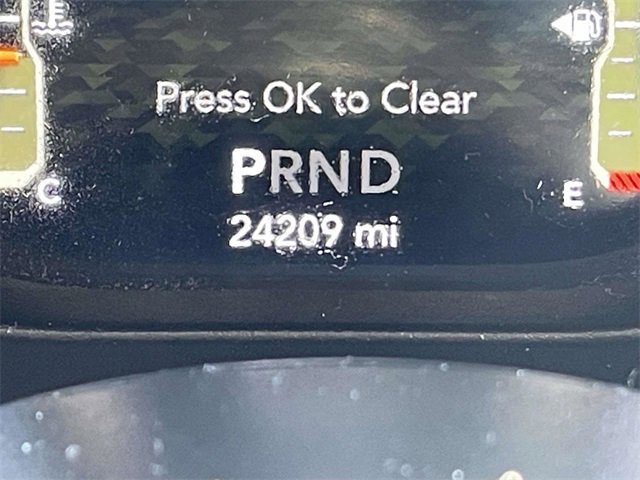 Press OK to Clear
PRND
C
E
24209 mi